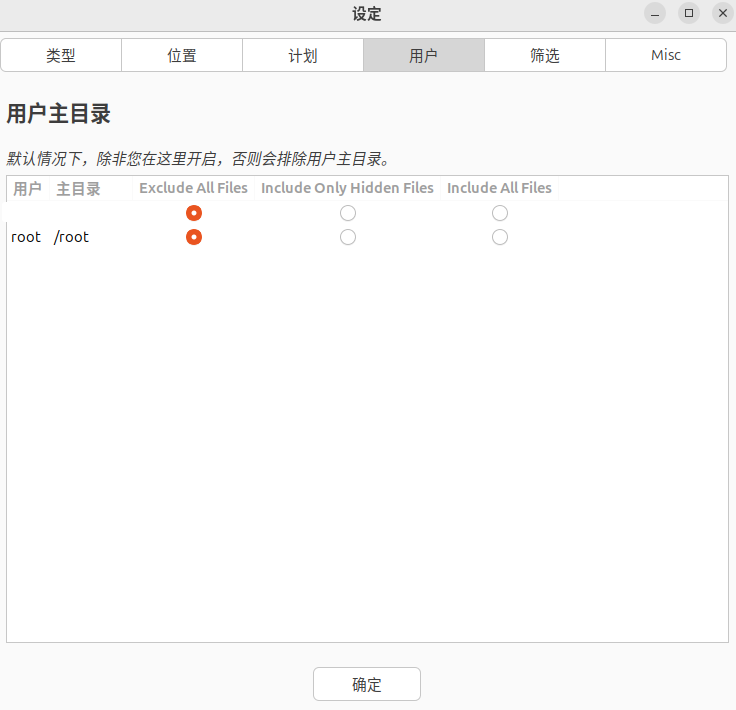 设定
类型 位置 计划 用户 筛选 Misc
用户主目录
默认情况下，除非您在这里开启，否则会排除用户主目录。
用户 主目录 Exclude All Files Include Only Hidden Files Include All Files
root /root
确定